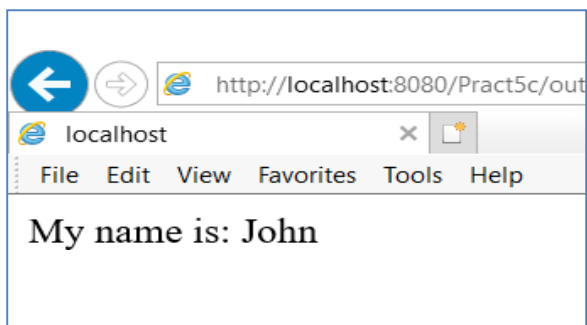 http://localhost:8080/Pract5c/out
localhost
File Edit View Favorites Tools Help
My name is: John